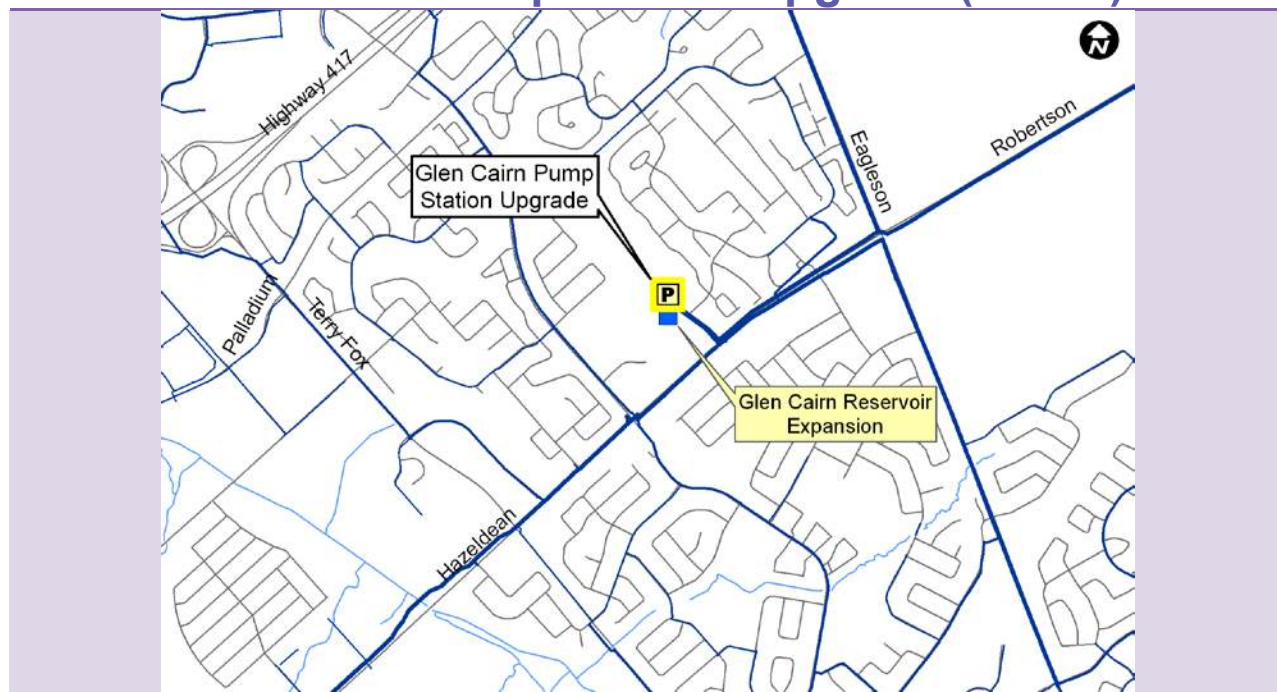 N
Highway 417
Robertson
Eagleson
Glen Cairn Pump
Station Upgrade
P
Palladium
Terry Fox
Glen Cairn Reservoir
Expansion
Hazeldean